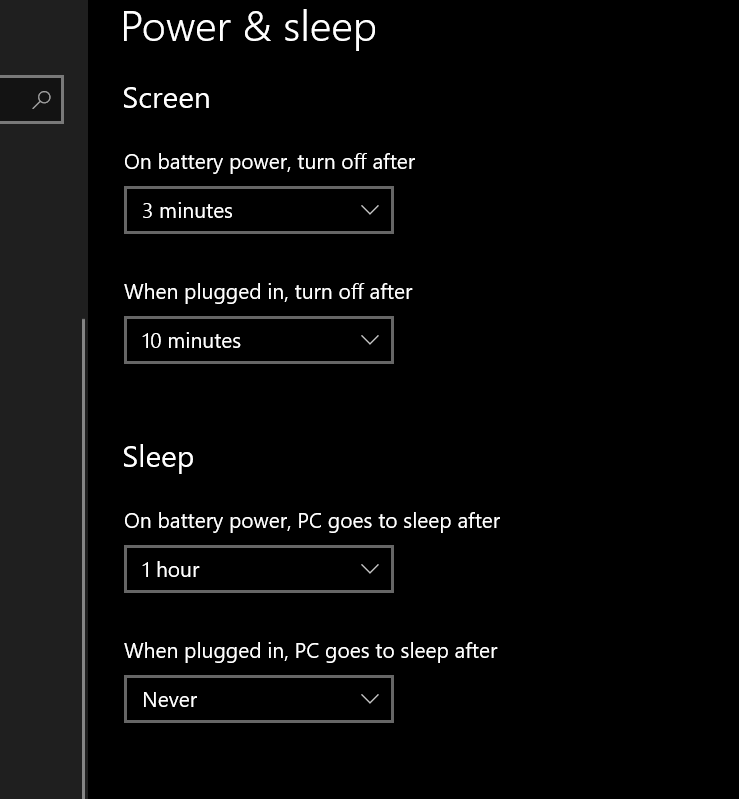 Power & sleep
Screen
On battery power, turn off after
3 minutes
When plugged in, turn off after
10 minutes
Sleep
On battery power, PC goes to sleep after
1 hour
When plugged in, PC goes to sleep after
Never